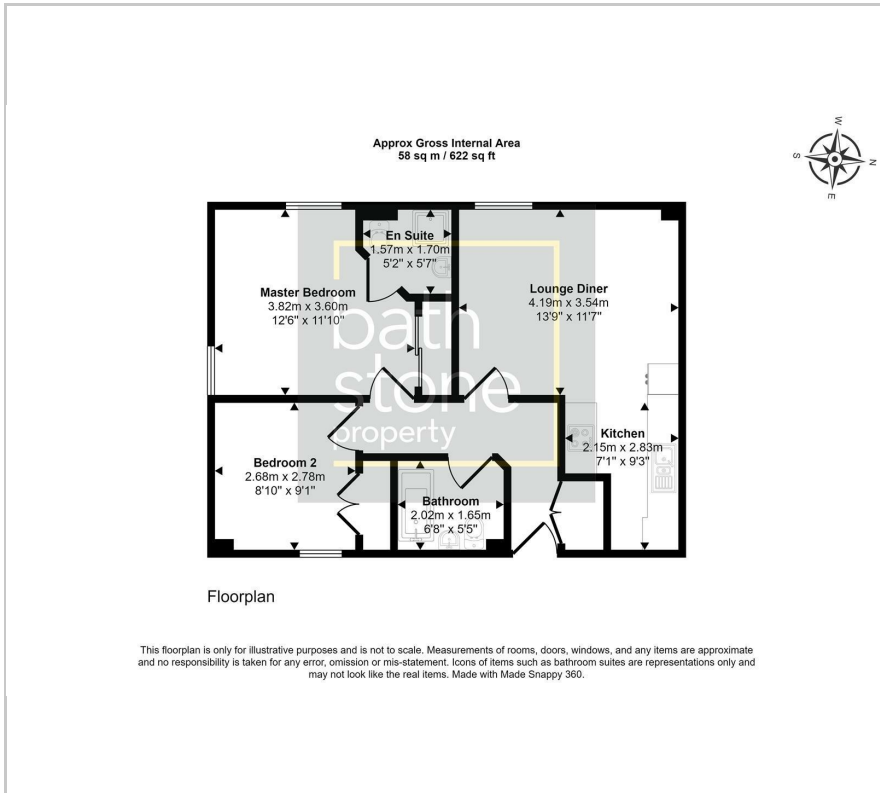 Approx Gross Internal Area
58 sq m / 622 sq ft
W
S
N
E
En Suite
1.57m x 1.70m
5'2" x 5'7"
Master Bedroom
3.82m x 3.60m
12'6" x 11'10"
Lounge Diner
4.19m x 3.54m
13'9" x 11'7"
bath
stone
property
Kitchen
2.15m x 2.83m
7'1" x 9'3"
Bedroom 2
2.68m x 2.78m
8'10" x 9'1"
Bathroom
2.02m x 1.65m
6'8" x 5'5"
Floorplan
This floorplan is only for illustrative purposes and is not to scale. Measurements of rooms, doors, windows, and any items are approximate
and no responsibility is taken for any error, omission or mis-statement. Icons of items such as bathroom suites are representations only and
may not look like the real items. Made with Made Snappy 360.